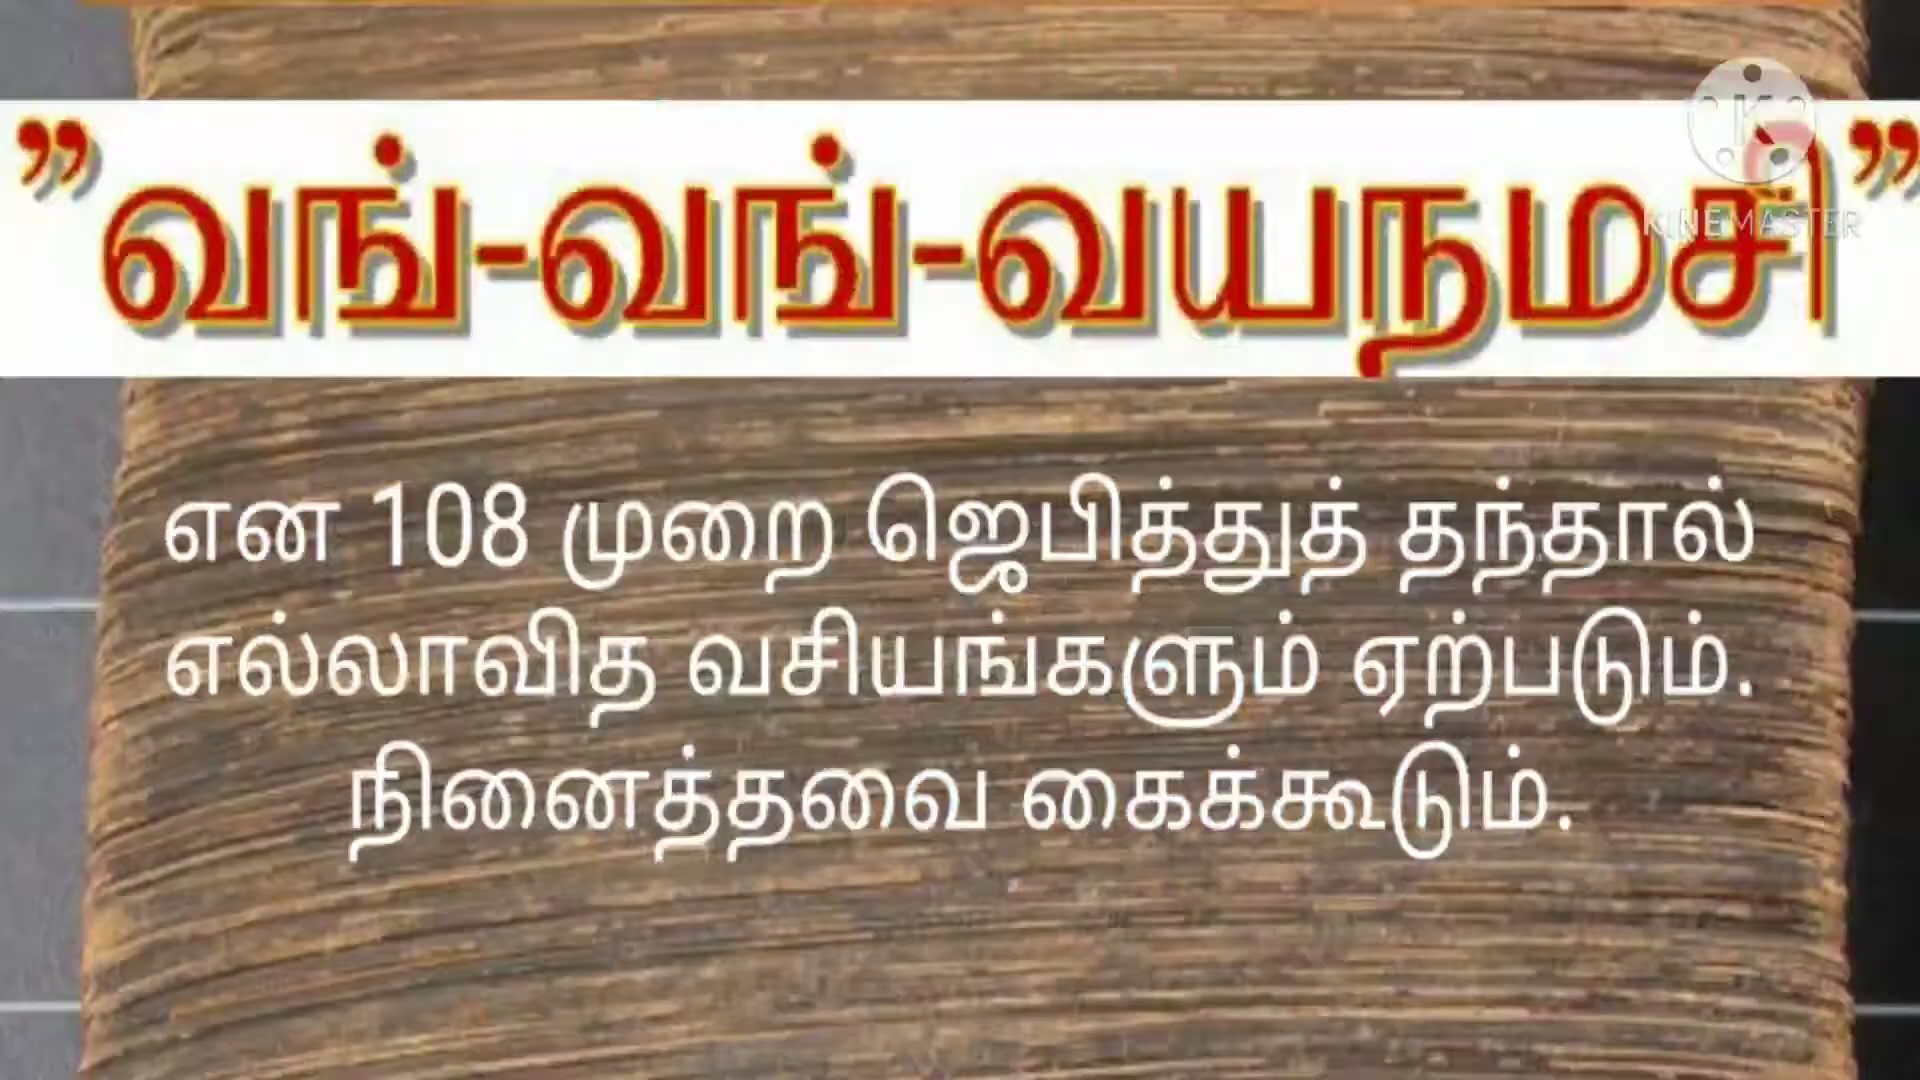 ”வங்-வங்-வயநமசி”
KINEMASTER
என 108 முறை ஜெபித்துத் தந்தால்
எல்லாவித வசியங்களும் ஏற்படும்.
நினைத்தவை கைக்கூடும்.